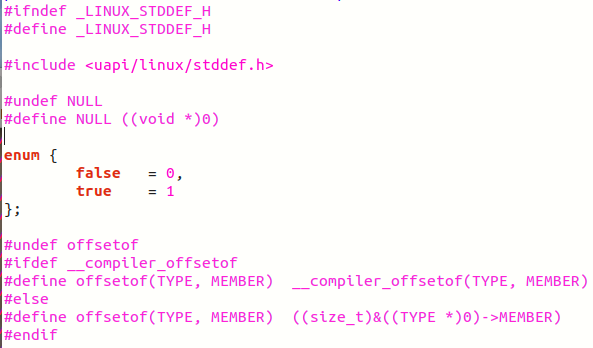 #ifndef _LINUX_STDDEF_H
#define _LINUX_STDDEF_H
#include <uapi/linux/stddef.h>
#undef NULL
#define NULL ((void *)0)
enum {
        false   = 0,
        true    = 1
};
#undef offsetof
#ifdef __compiler_offsetof
#define offsetof(TYPE, MEMBER)  __compiler_offsetof(TYPE, MEMBER)
#else
#define offsetof(TYPE, MEMBER)  ((size_t)&((TYPE *)0)->MEMBER)
#endif